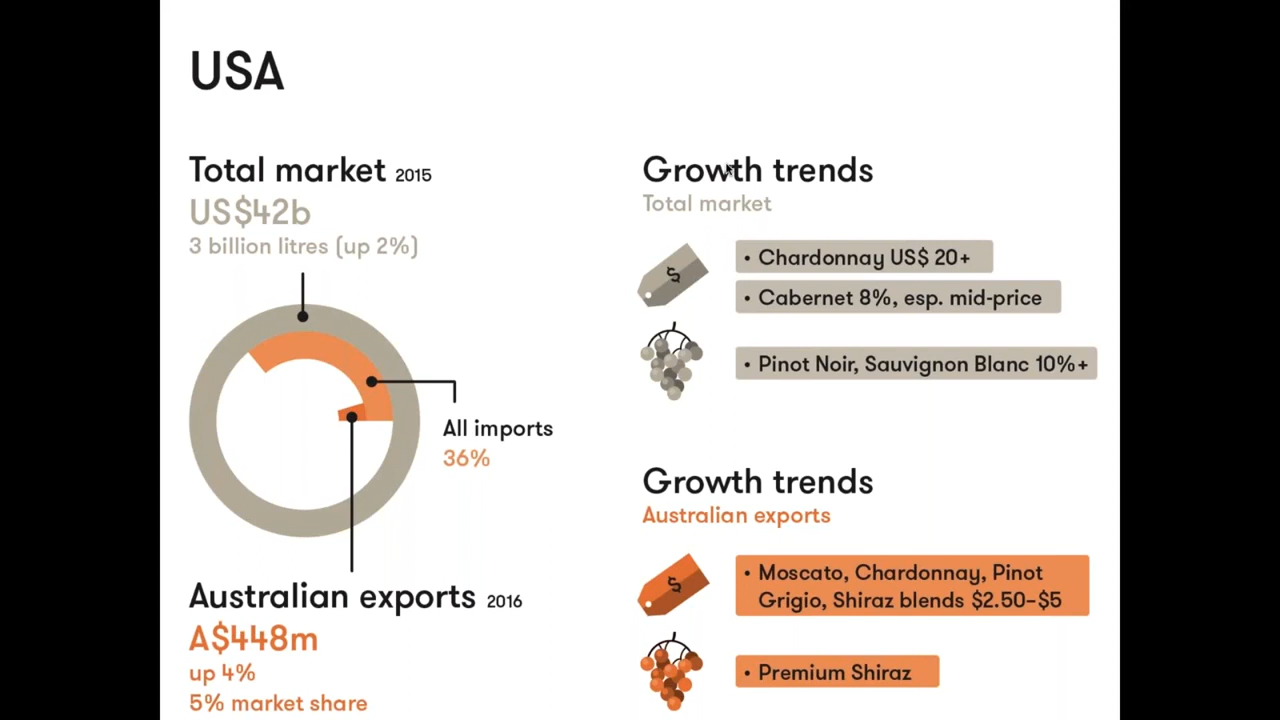 USA
Total market 2015
US$42b
3 billion litres (up 2%)
All imports
36%
Australian exports 2016
A$448m
up 4%
5% market share
Growth trends
Total market
$
• Chardonnay US$ 20+
• Cabernet 8%, esp. mid-price
• Pinot Noir, Sauvignon Blanc 10%+
Growth trends
Australian exports
$
• Moscato, Chardonnay, Pinot
Grigio, Shiraz blends $2.50–$5
• Premium Shiraz